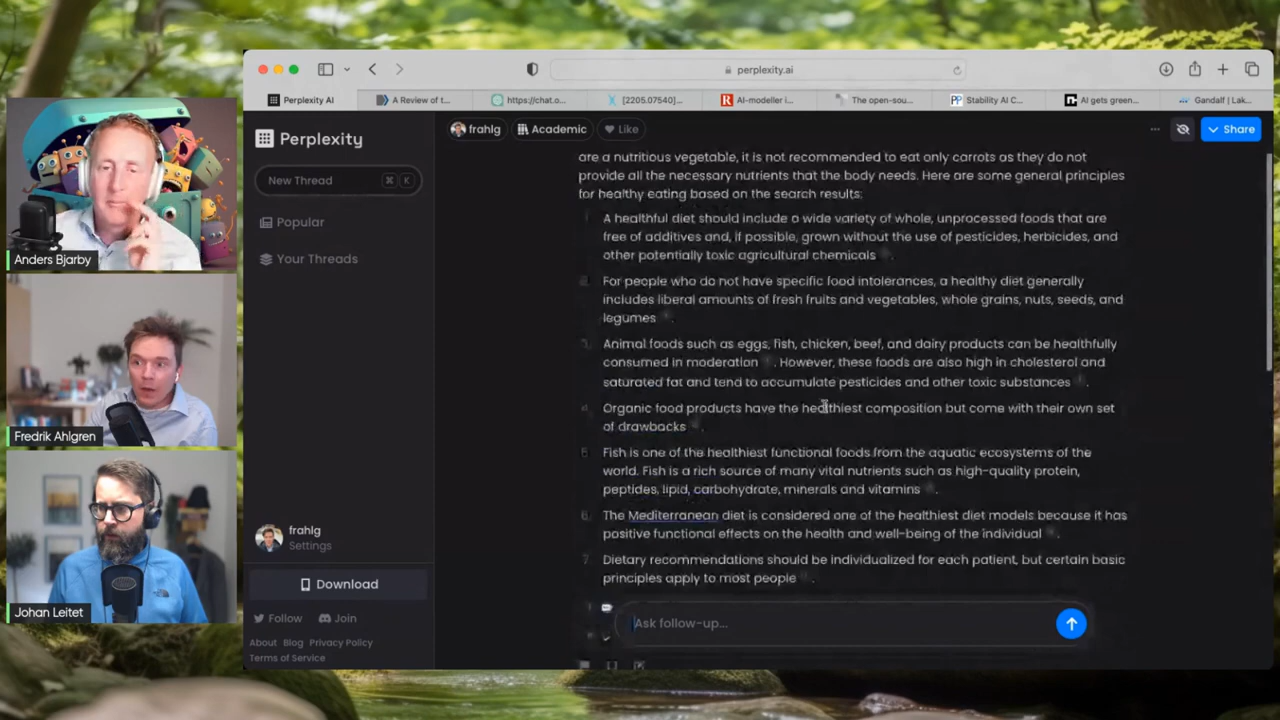 perplexity.ai
Perplexity AI
A Review of t...
https://chat.o...
[2205.07540]...
AI-modeller i...
The open-sou...
Stability AI C...
AI gets green...
Gandalf | Lak...
Perplexity
New Thread
⌘ K
Popular
Your Threads
frahlg
Settings
Download
Follow
Join
About Blog Privacy Policy
Terms of Service
frahlg
Academic
Like
Share
are a nutritious vegetable, it is not recommended to eat only carrots as they do not
provide all the necessary nutrients that the body needs. Here are some general principles
for healthy eating based on the search results:
A healthful diet should include a wide variety of whole, unprocessed foods that are
free of additives and, if possible, grown without the use of pesticides, herbicides, and
other potentially toxic agricultural chemicals .
For people who do not have specific food intolerances, a healthy diet generally
includes liberal amounts of fresh fruits and vegetables, whole grains, nuts, seeds, and
legumes .
Animal foods such as eggs, fish, chicken, beef, and dairy products can be healthfully
consumed in moderation . However, these foods are also high in cholesterol and
saturated fat and tend to accumulate pesticides and other toxic substances .
Organic food products have the healthiest composition but come with their own set
of drawbacks .
Fish is one of the healthiest functional foods from the aquatic ecosystems of the
world. Fish is a rich source of many vital nutrients such as high-quality protein,
peptides, lipid, carbohydrate, minerals and vitamins .
The Mediterranean diet is considered one of the healthiest diet models because it has
positive functional effects on the health and well-being of the individual .
Dietary recommendations should be individualized for each patient, but certain basic
principles apply to most people .
Ask follow-up...
Anders Bjarby
Fredrik Ahlgren
Johan Leitet